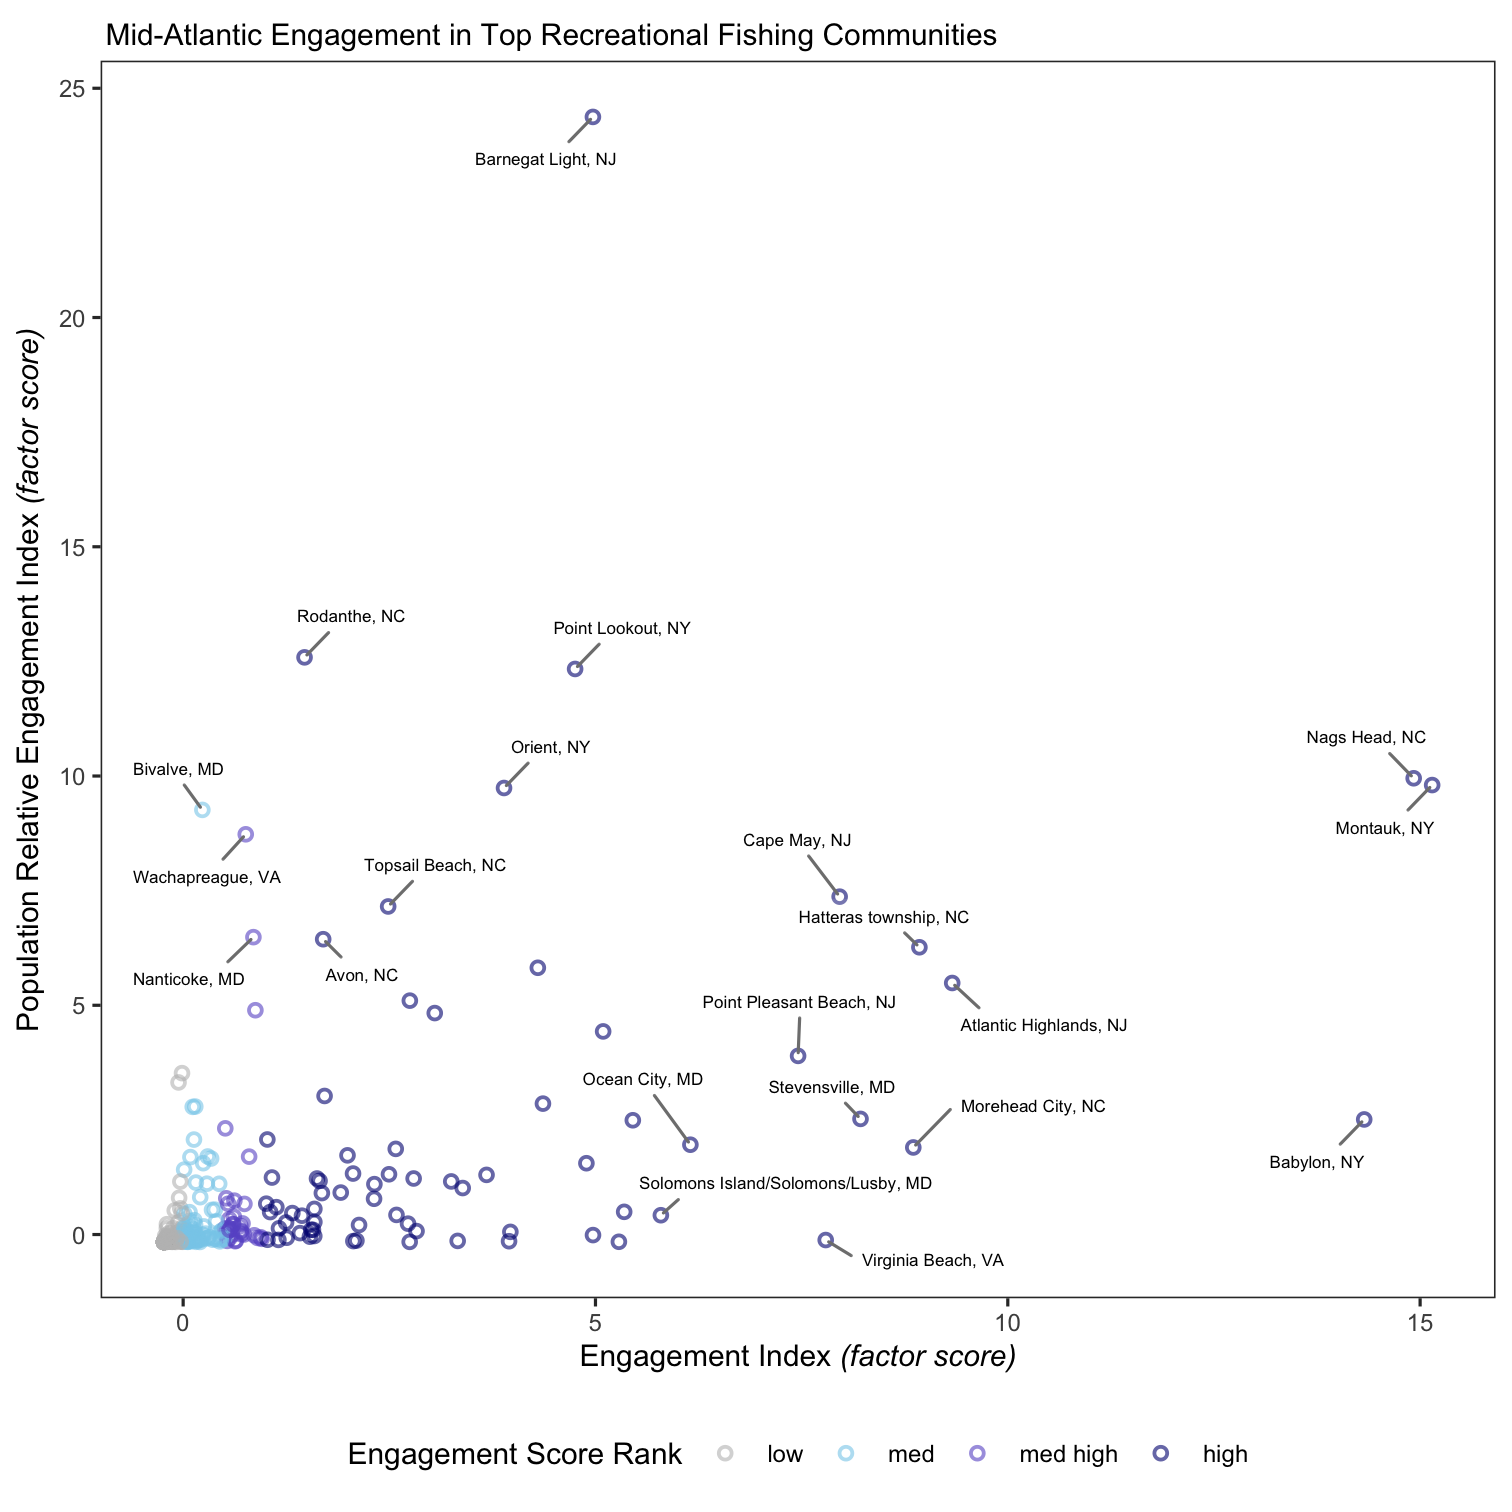 Mid-Atlantic Engagement in Top Recreational Fishing Communities
Population Relative Engagement Index (factor score)
25
20
15
10
5
0
Barnegat Light, NJ
Rodanthe, NC
Point Lookout, NY
Nags Head, NC
Orient, NY
Bivalve, MD
Montauk, NY
Cape May, NJ
Topsail Beach, NC
Wachapreague, VA
Hatteras township, NC
Avon, NC
Nanticoke, MD
Point Pleasant Beach, NJ
Atlantic Highlands, NJ
Ocean City, MD
Stevensville, MD
Morehead City, NC
Babylon, NY
Solomons Island/Solomons/Lusby, MD
Virginia Beach, VA
0
5
10
15
Engagement Index (factor score)
Engagement Score Rank low med med high high